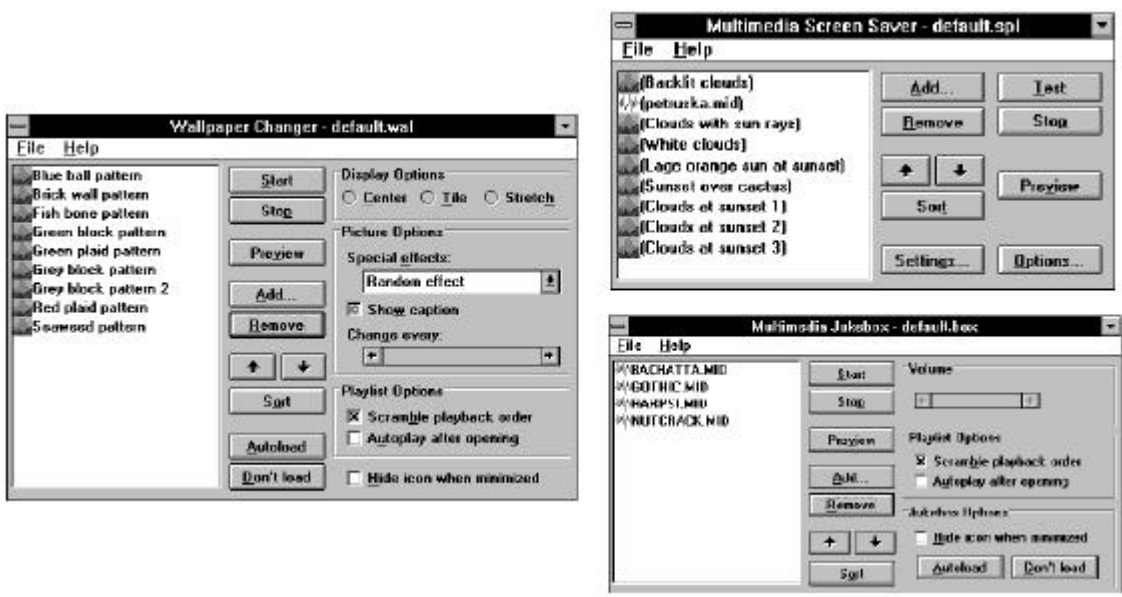 Wallpaper Changer - default.wal
File Help
Blue ball pattern
Brick wall pattern
Fish bone pattern
Green block pattern
Green plaid pattern
Grey block pattern
Grey block pattern 2
Red plaid pattern
Seaweed pattern
Start
Stop
Preview
Add...
Remove
Sort
Autoload
Don't load
Display Options
Center Tile Stretch
Picture Options
Special effects:
Random effect
Show caption
Change every:
Playlist Options
Scramble playback order
Autoplay after opening
Hide icon when minimized
Multimedia Screen Saver - default.spl
File Help
(Backlit clouds)
(petruska.mid)
(Clouds with sun rays)
(White clouds)
(Lage orange sun at sunset)
(Sunset over cactus)
(Clouds at sunset 1)
(Clouds at sunset 2)
(Clouds at sunset 3)
Add... Test
Remove Stop
Preview
Sort
Settings... Options...
Multimedia Jukebox - default.box
File Help
BACHATTA.MID
GOTHIC.MID
HARPSI.MID
NUTCRACK.MID
Start
Stop
Preview
Add...
Remove
Sort
Volume
Playlist Options
Scramble playback order
Autoplay after opening
Jukebox Options
Hide icon when minimized
Autoload Don't load